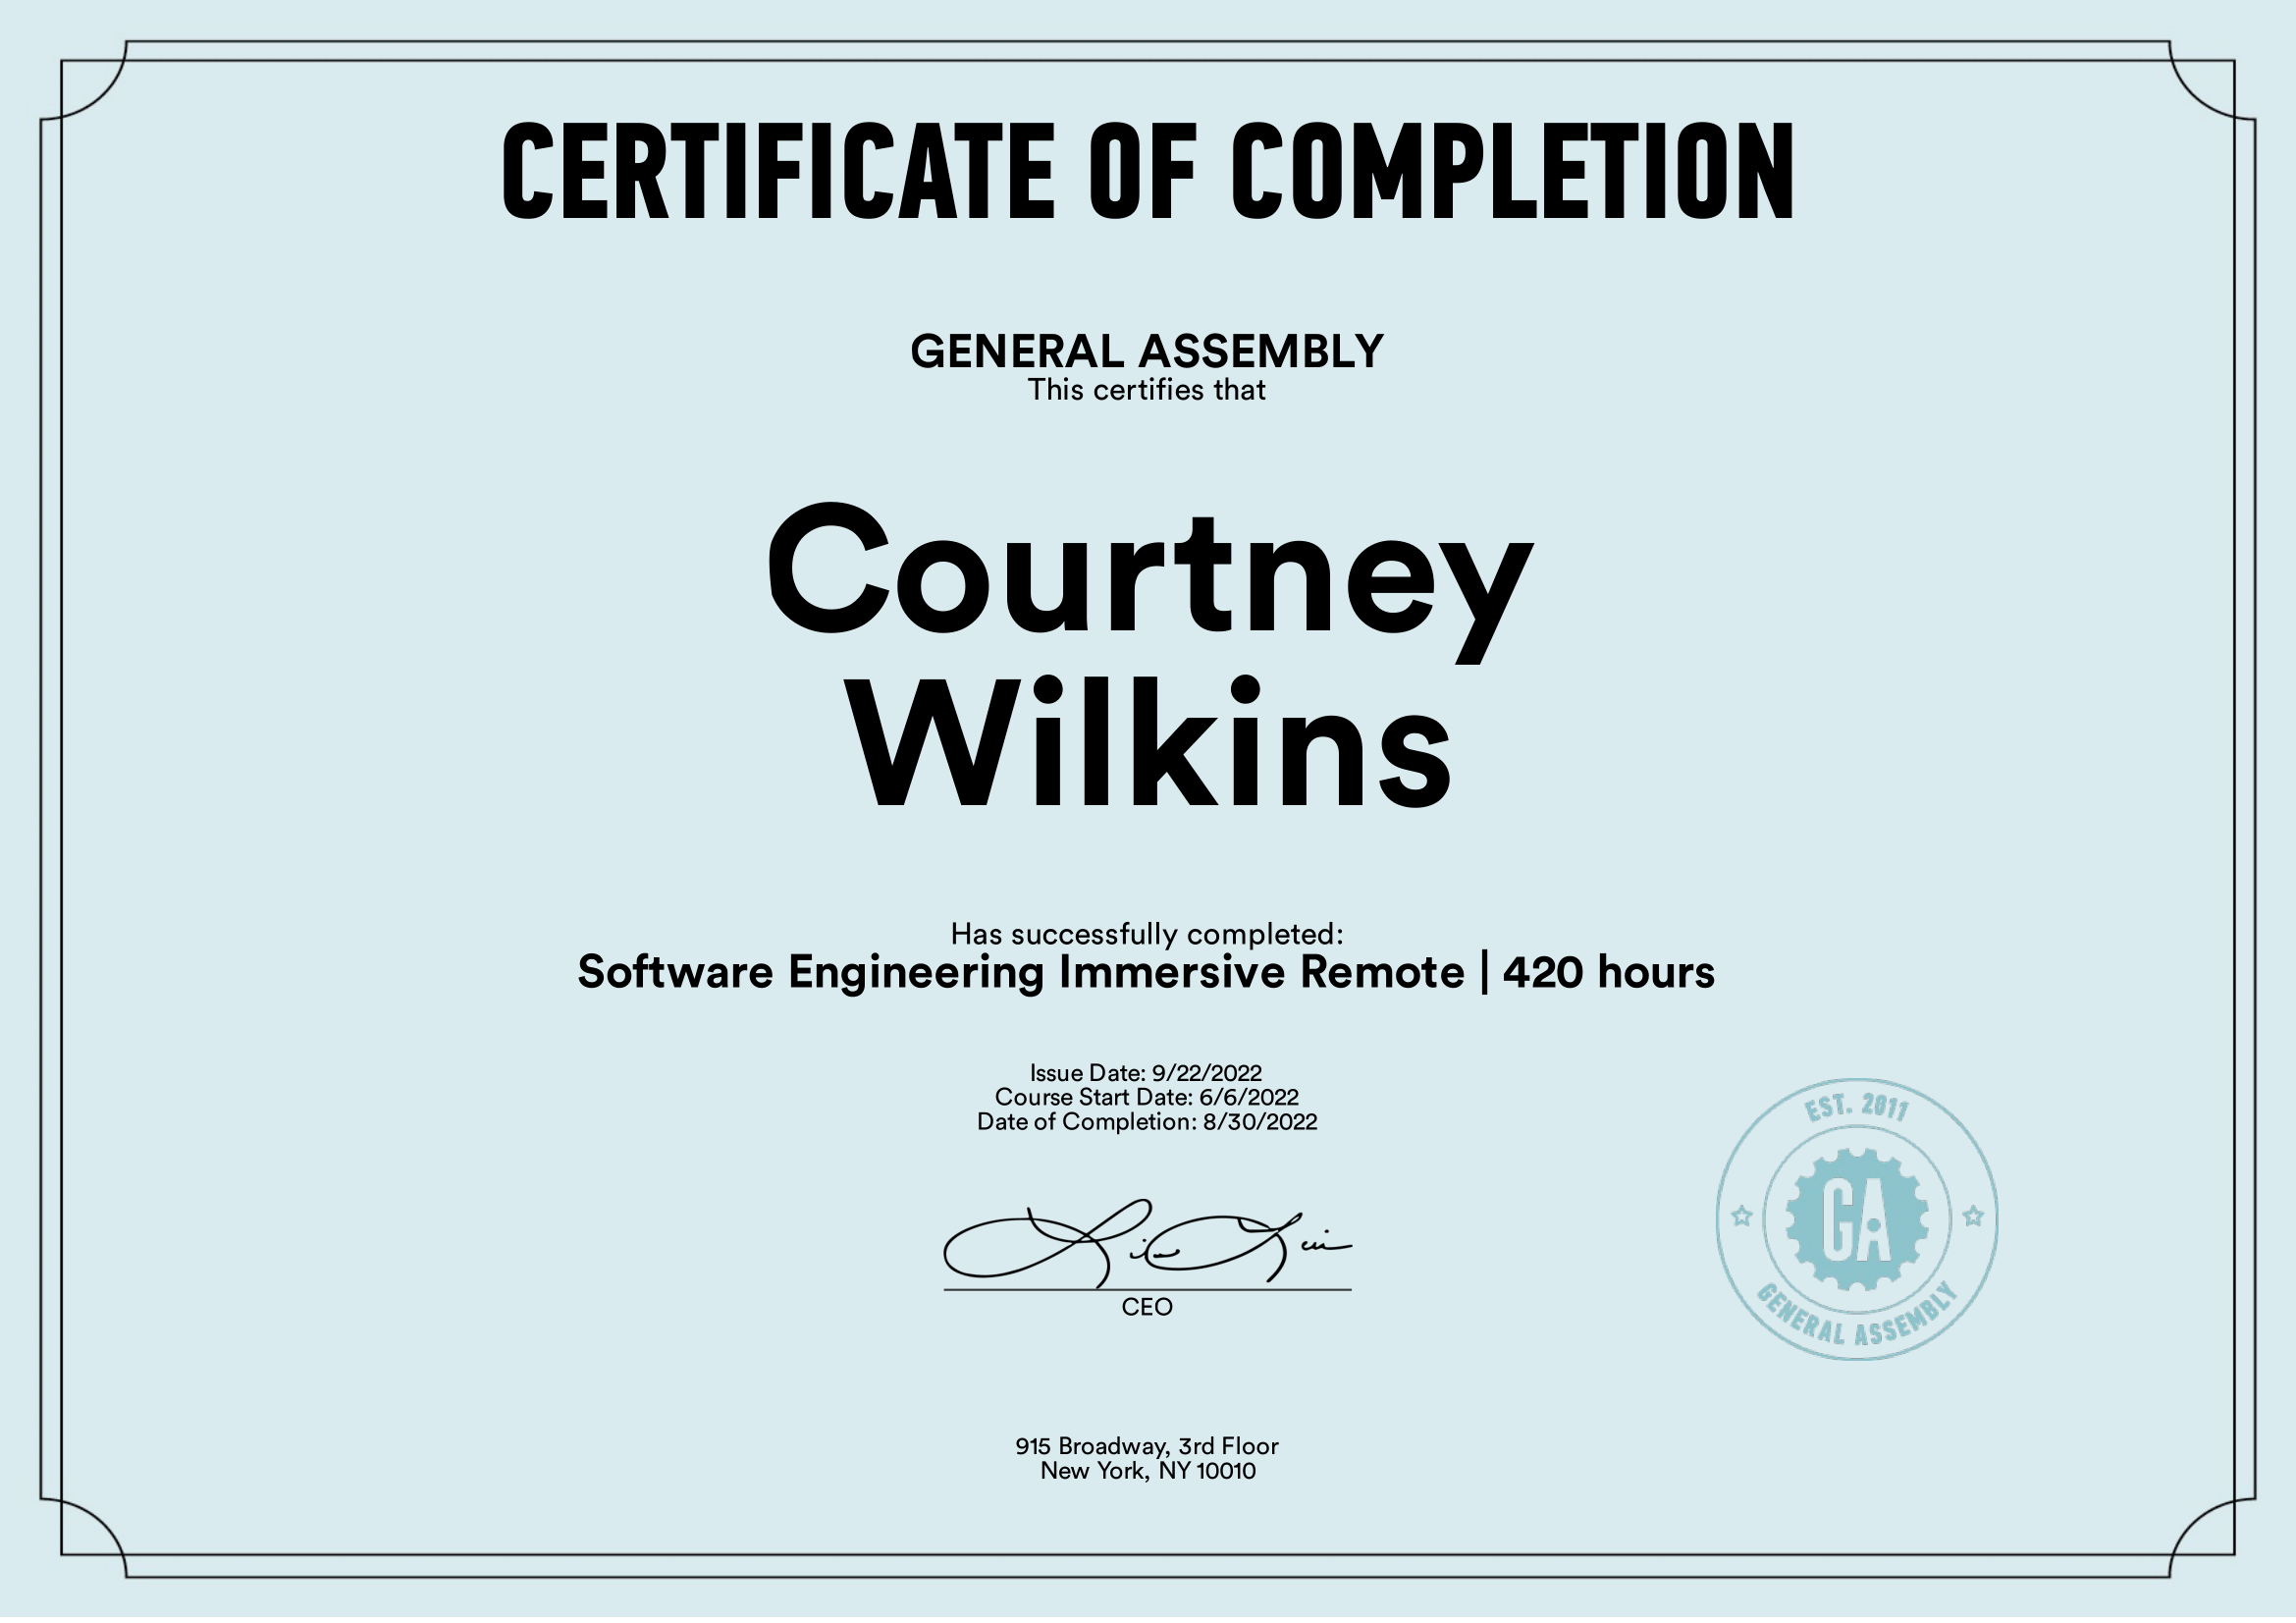 CERTIFICATE OF COMPLETION
GENERAL ASSEMBLY
This certifies that
Courtney
Wilkins
Has successfully completed:
Software Engineering Immersive Remote | 420 hours
Issue Date: 9/22/2022
Course Start Date: 6/6/2022
Date of Completion: 8/30/2022
CEO
EST. 2011
GA
GENERAL ASSEMBLY
915 Broadway, 3rd Floor
New York, NY 10010